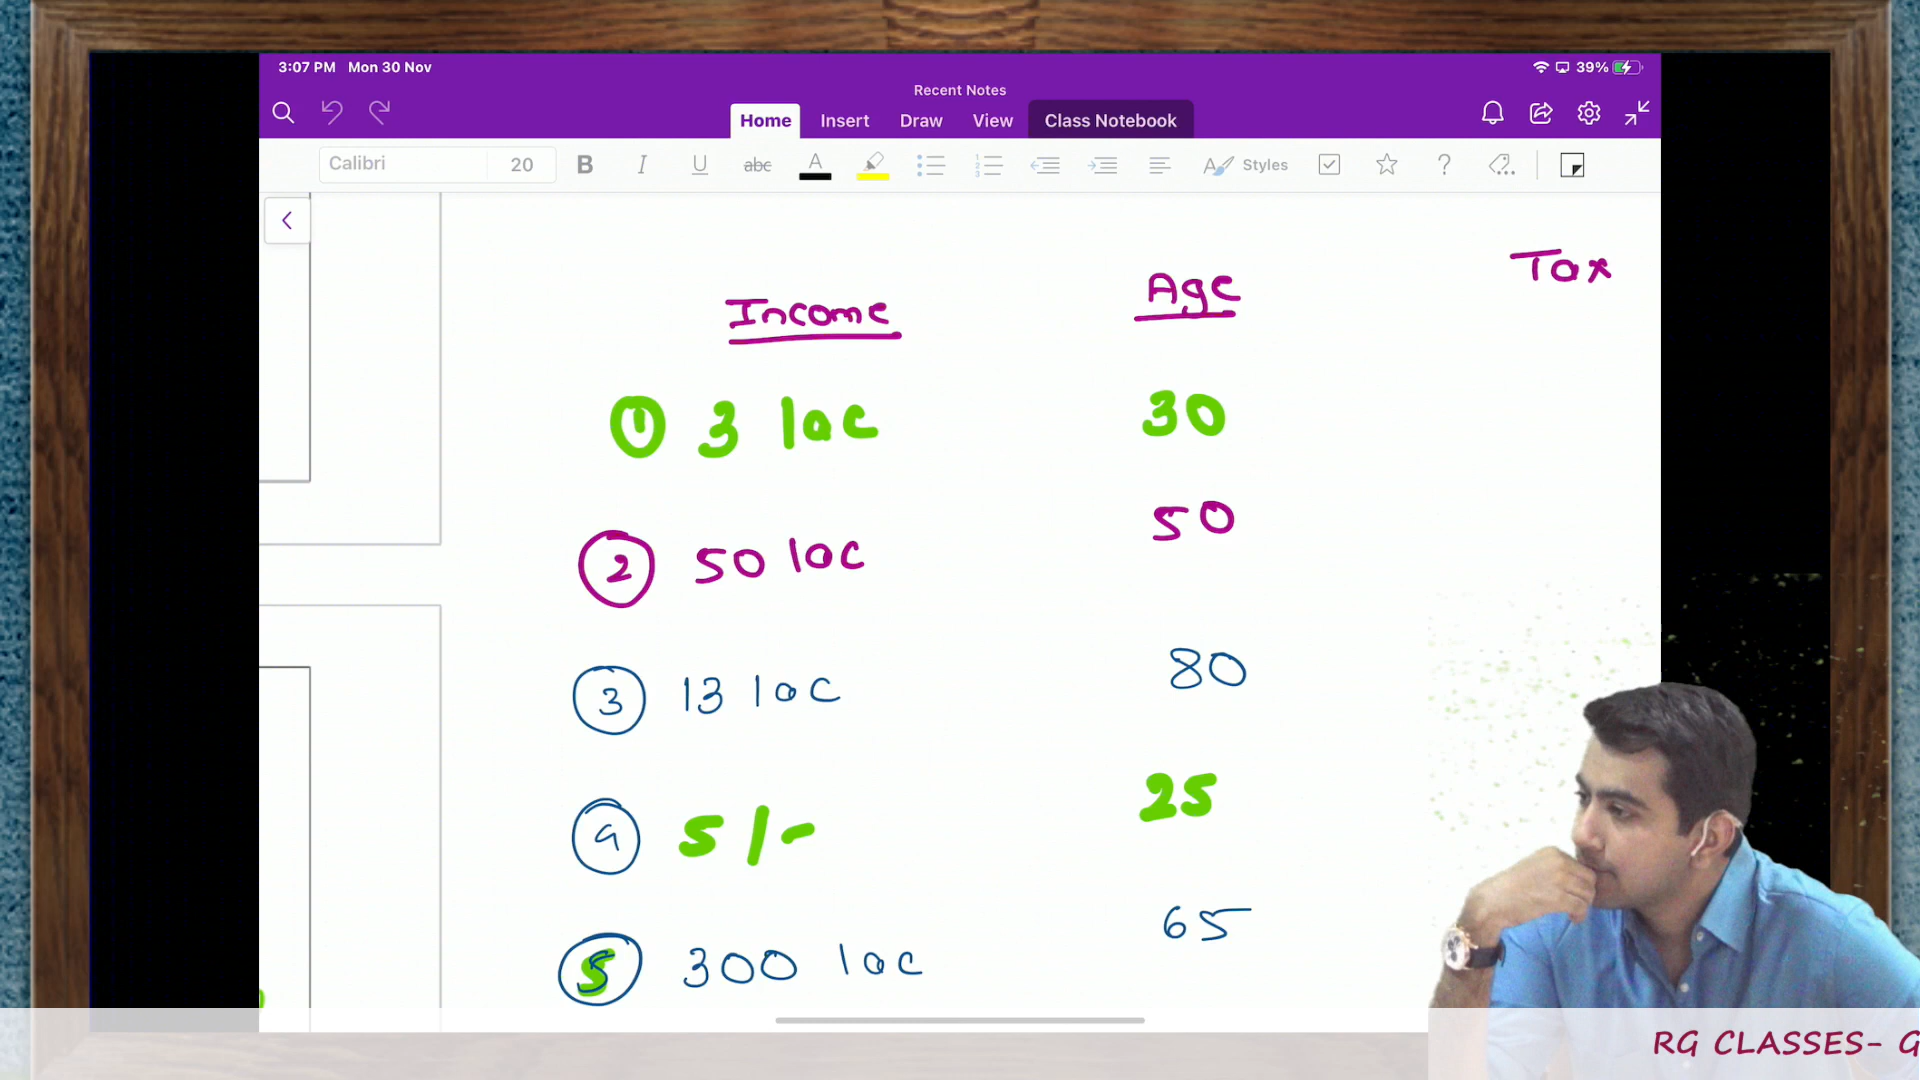 3:07 PM Mon 30 Nov
39%
Recent Notes
Home Insert Draw View Class Notebook
Calibri 20 B I U abc A Styles
Income Age Tax
1 3 lac 30
2 50 lac 50
3 13 lac 80
4 5/- 25
5 300 lac 65
RG CLASSES- G